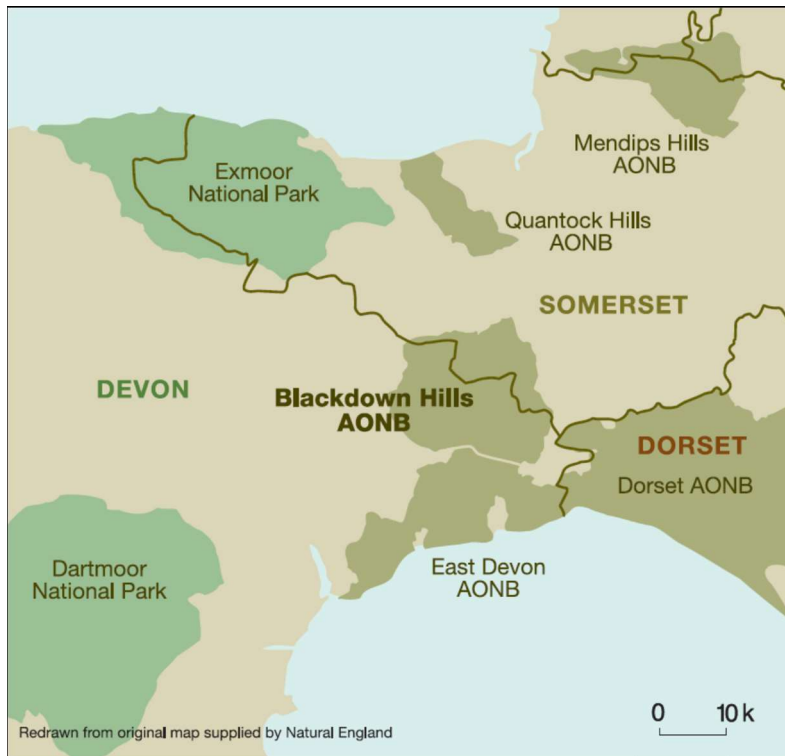 Mendips Hills
AONB
Exmoor
National Park
Quantock Hills
AONB
SOMERSET
DEVON
Blackdown Hills
AONB
DORSET
Dorset AONB
East Devon
AONB
Dartmoor
National Park
0 10 k
Redrawn from original map supplied by Natural England